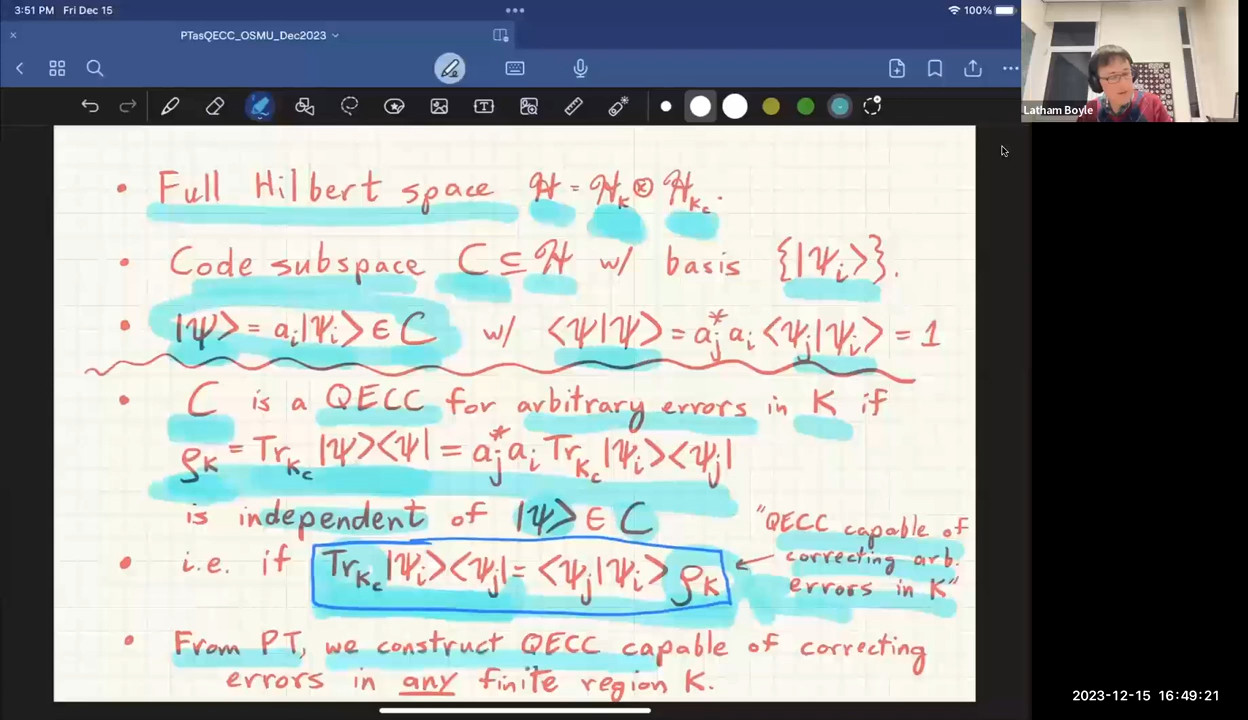 3:51 PM Fri Dec 15
100%
PTasQECC_OSMU_Dec2023
Latham Boyle
• Full Hilbert space ℋ = ℋ_K ⊗ ℋ_{K_c}.
• Code subspace C ⊆ ℋ w/ basis {|ψ_i>}.
• |ψ> = a_i|ψ_i> ∈ C w/ <ψ|ψ> = a_j^* a_i <ψ_j|ψ_i> = 1
• C is a QECC for arbitrary errors in K if
ρ_K = Tr_{K_c} |ψ><ψ| = a_j^* a_i Tr_{K_c} |ψ_i><ψ_j|
is independent of |ψ> ∈ C
• i.e. if Tr_{K_c} |ψ_i><ψ_j| = <ψ_j|ψ_i> ρ_K
"QECC capable of
correcting arb.
errors in K"
• From PT, we construct QECC capable of correcting
errors in any finite region K.
2023-12-15 16:49:21